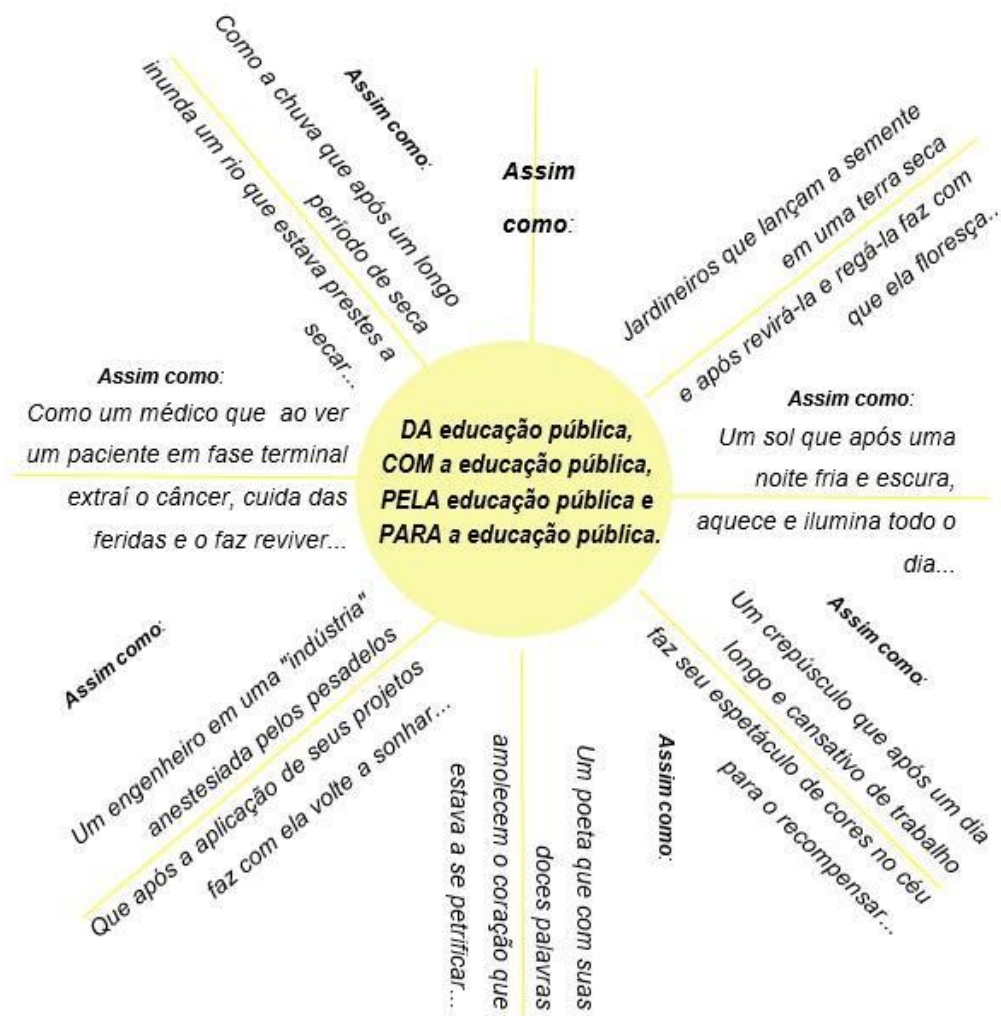 Assim
como:
Jardineiros que lançam a semente
em uma terra seca
e após revirá-la e regá-la faz com
que ela floresça..
Assim como:
Um sol que após uma
noite fria e escura,
aquece e ilumina todo o
dia...
Assim como:
Um crepúsculo que após um dia
longo e cansativo de trabalho
faz seu espetáculo de cores no céu
para o recompensar...
Assim como:
Um poeta que com suas
doces palavras
amolecem o coração que
estava a se petrificar...
Assim como:
Um engenheiro em uma "indústria"
anestesiada pelos pesadelos
Que após a aplicação de seus projetos
faz com ela volte a sonhar...
Assim como:
Como um médico que ao ver
um paciente em fase terminal
extraí o câncer, cuida das
feridas e o faz reviver...
Assim como:
Como a chuva que após um longo
período de seca
inunda um rio que estava prestes a
secar...
DA educação pública,
COM a educação pública,
PELA educação pública e
PARA a educação pública.